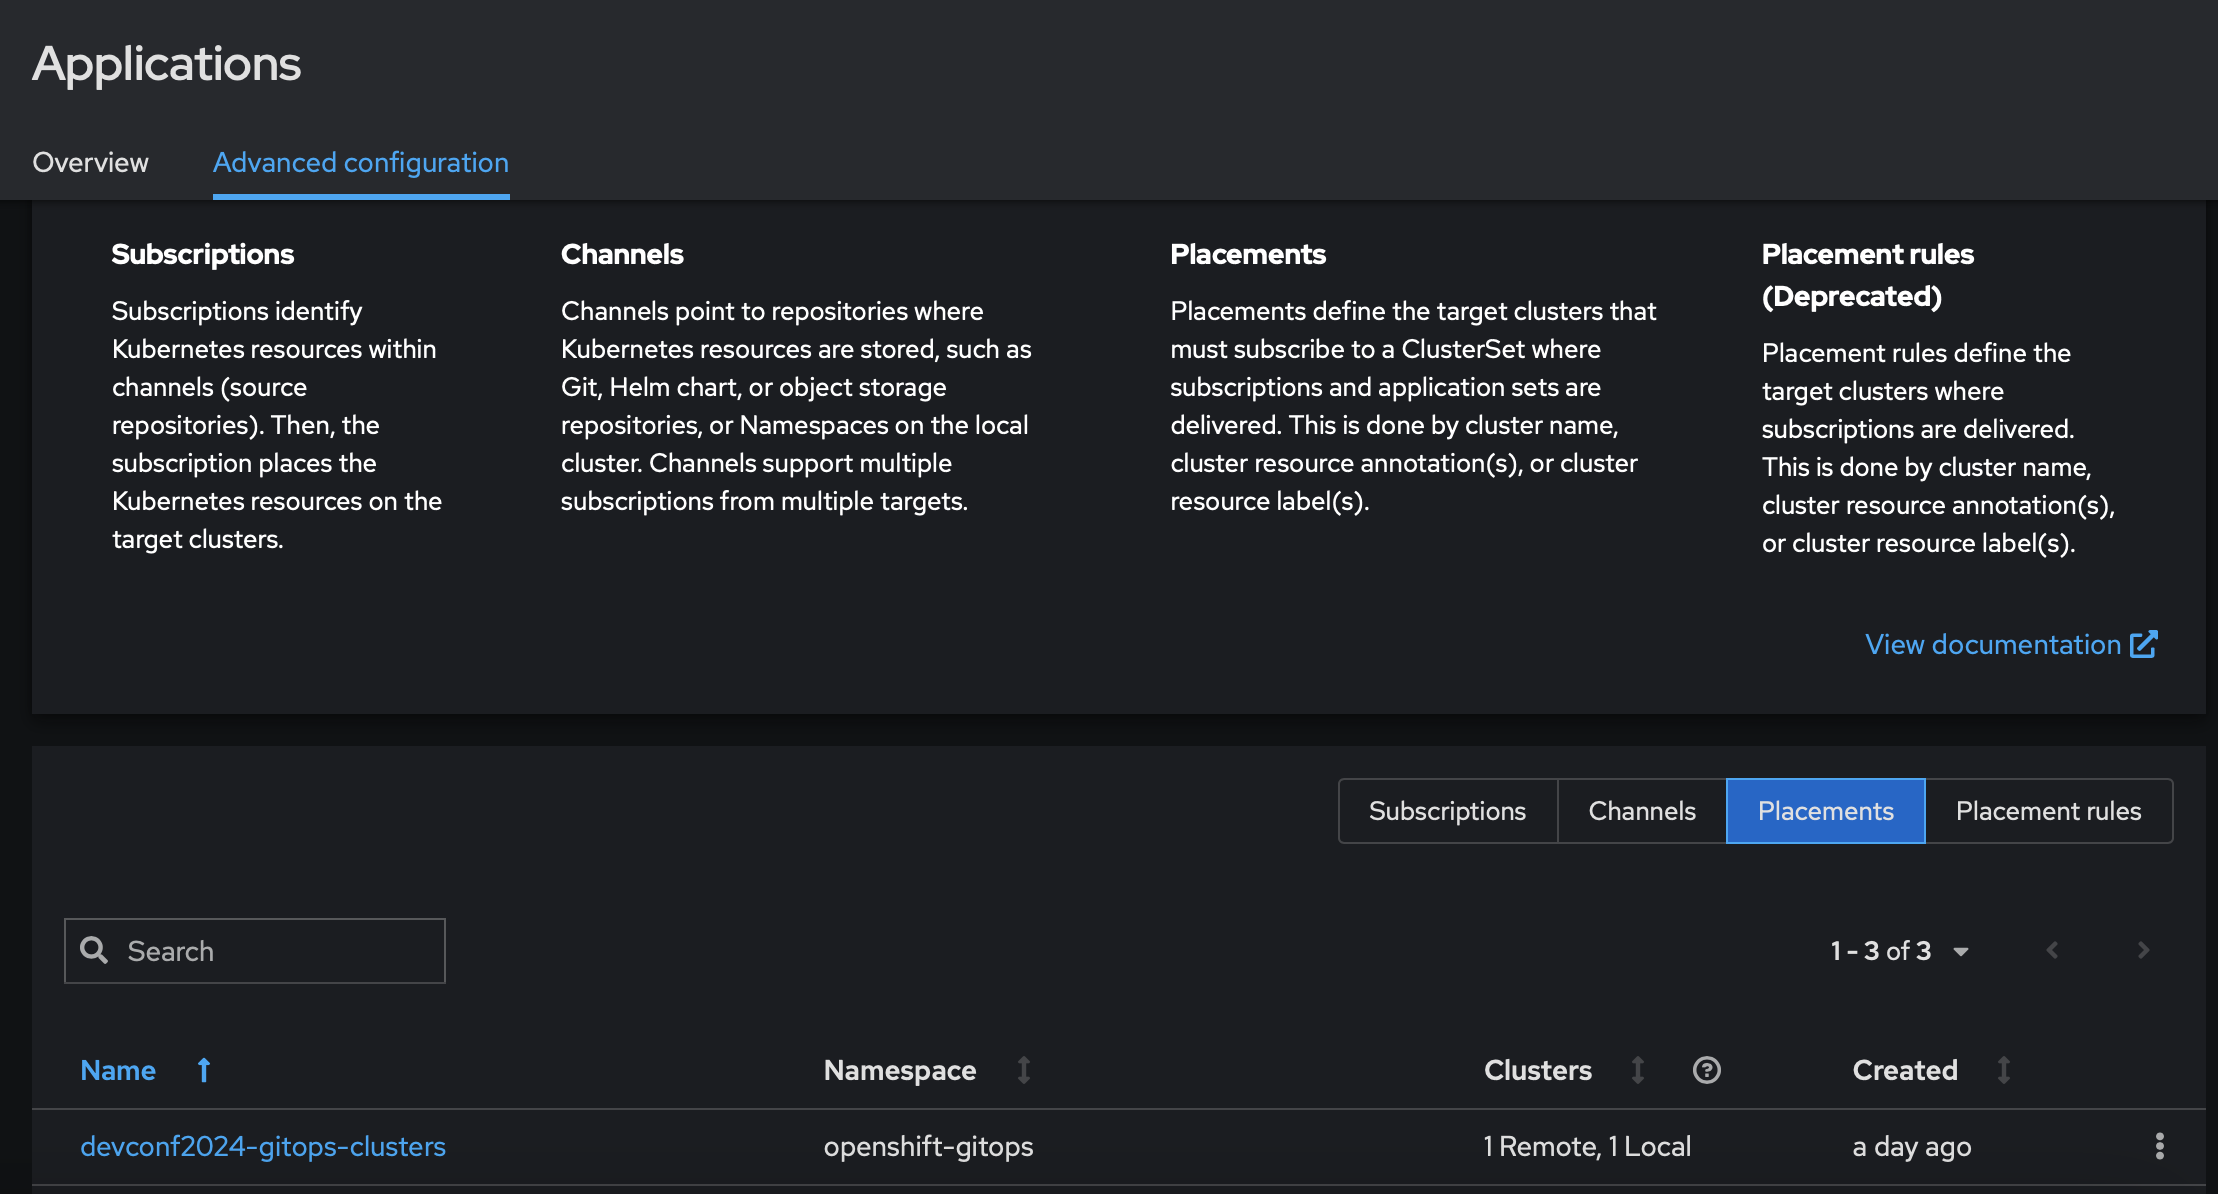 Applications
Overview
Advanced configuration
Subscriptions
Subscriptions identify
Kubernetes resources within
channels (source
repositories). Then, the
subscription places the
Kubernetes resources on the
target clusters.
Channels
Channels point to repositories where
Kubernetes resources are stored, such as
Git, Helm chart, or object storage
repositories, or Namespaces on the local
cluster. Channels support multiple
subscriptions from multiple targets.
Placements
Placements define the target clusters that
must subscribe to a ClusterSet where
subscriptions and application sets are
delivered. This is done by cluster name,
cluster resource annotation(s), or cluster
resource label(s).
Placement rules
(Deprecated)
Placement rules define the
target clusters where
subscriptions are delivered.
This is done by cluster name,
cluster resource annotation(s),
or cluster resource label(s).
View documentation
Subscriptions
Channels
Placements
Placement rules
Search
1 - 3 of 3
Name
Namespace
Clusters
Created
devconf2024-gitops-clusters
openshift-gitops
1 Remote, 1 Local
a day ago